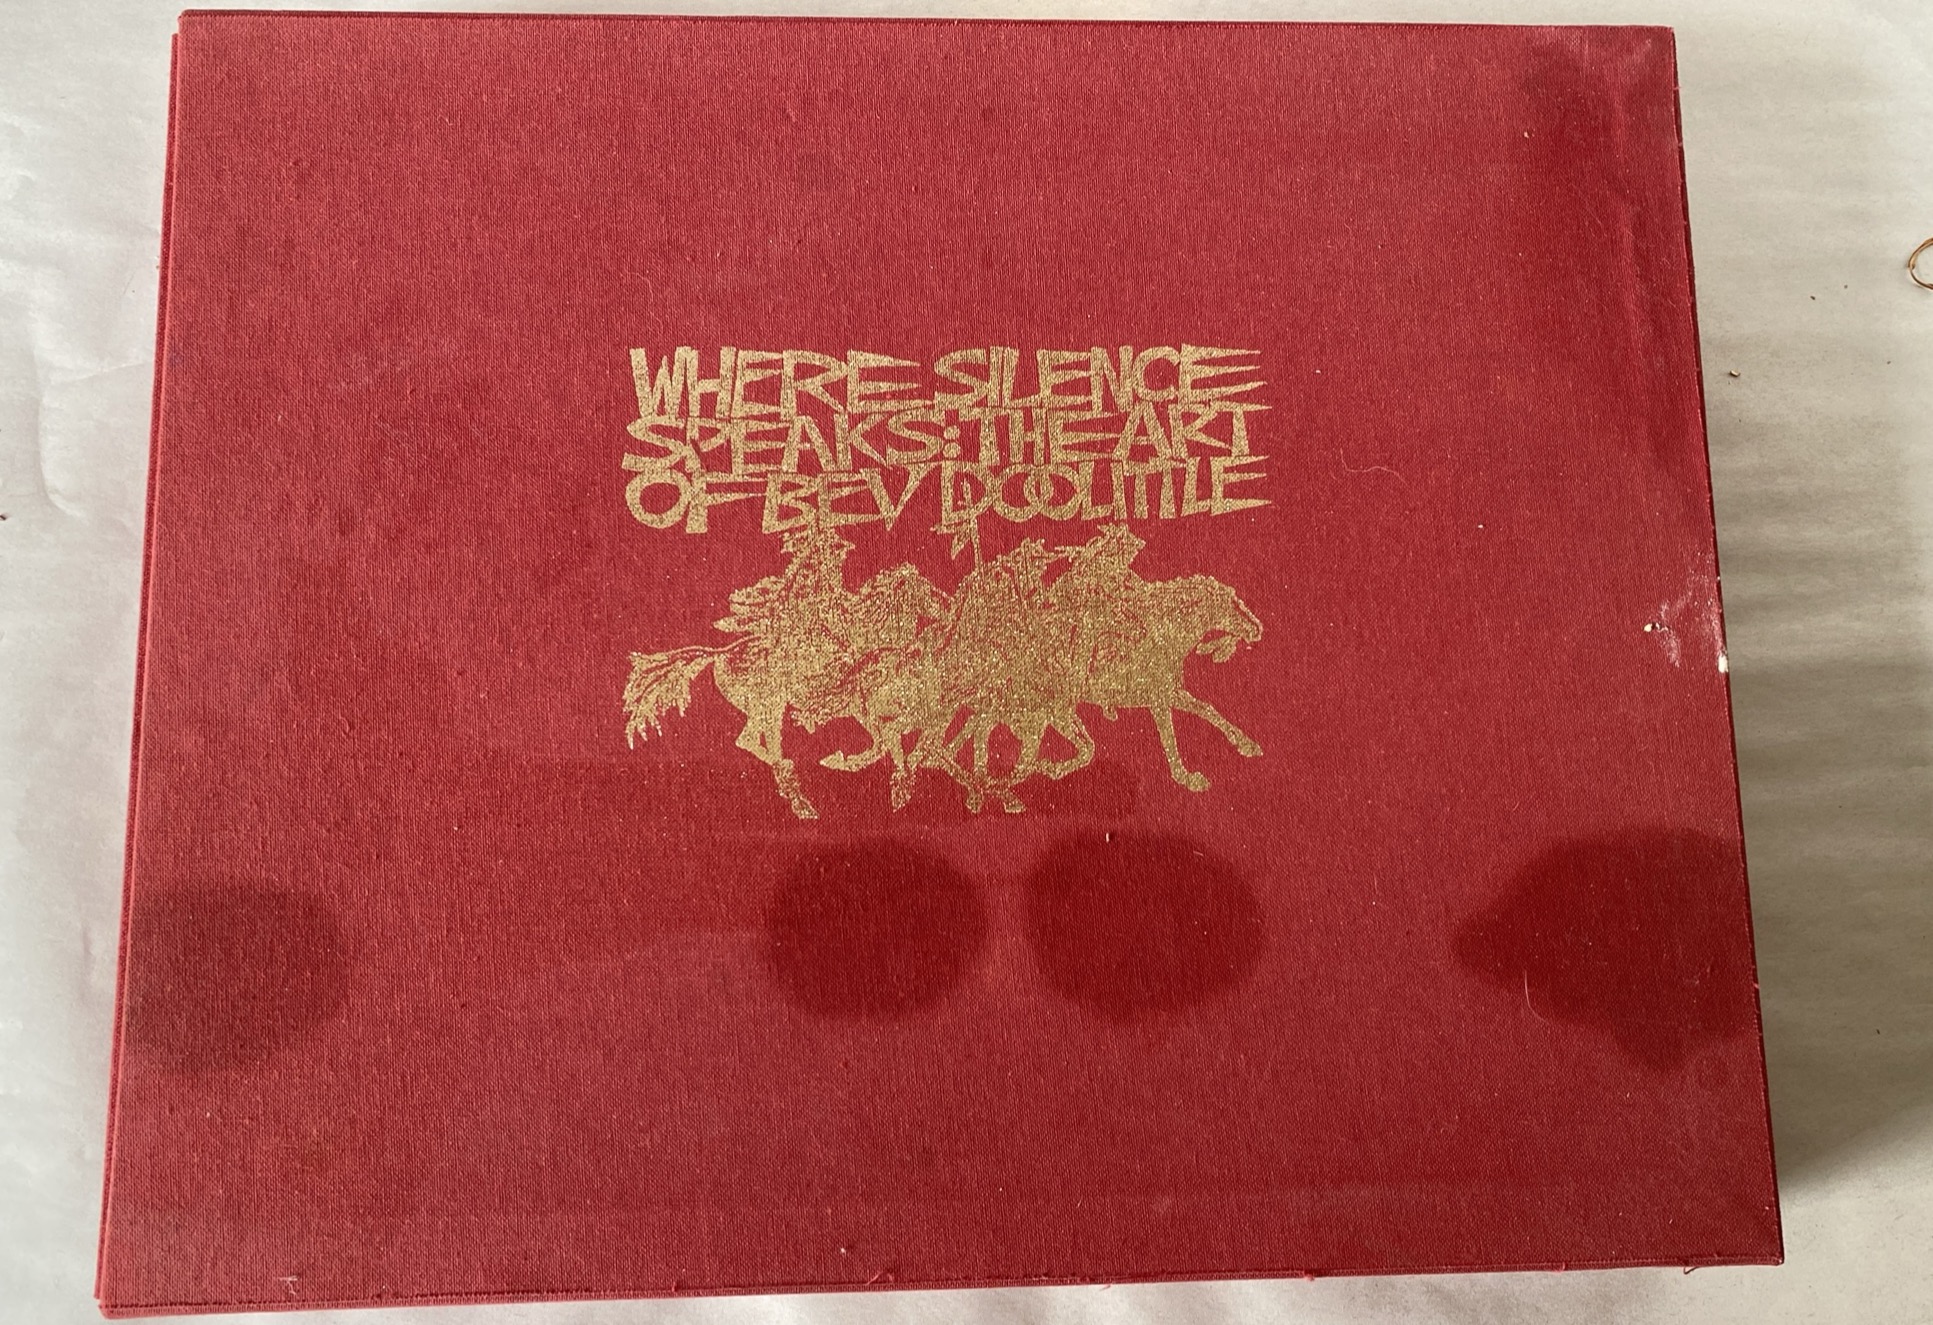 WHERE SILENCE
SPEAKS: THE ART
OF BEV DOOLITTLE